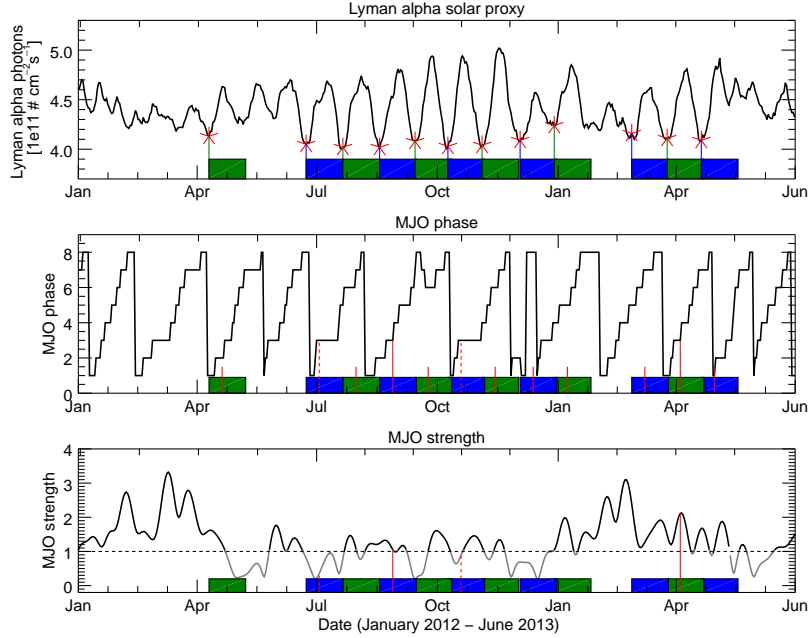 Lyman alpha solar proxy
Lyman alpha photons
[1e11 # cm⁻²s⁻¹]
5.0
4.5
4.0
Jan Apr Jul Oct Jan Apr Jun
MJO phase
MJO phase
8
6
4
2
0
Jan Apr Jul Oct Jan Apr Jun
MJO strength
MJO strength
4
3
2
1
0
Jan Apr Jul Oct Jan Apr Jun
Date (January 2012 − June 2013)